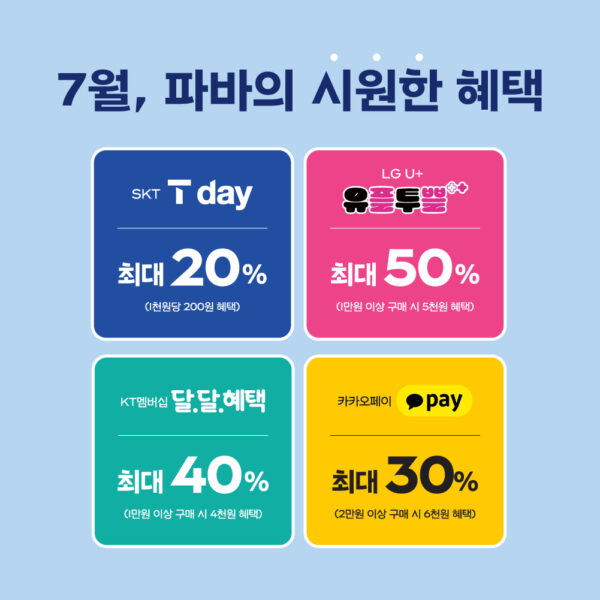 7월, 파바의 시원한 혜택
SKT T day
최대 20%
(1천원당 200원 혜택)
LG U+
유플투쁠
최대 50%
(1만원 이상 구매 시 5천원 혜택)
KT멤버십 달.달.혜택
최대 40%
(1만원 이상 구매 시 4천원 혜택)
카카오페이 pay
최대 30%
(2만원 이상 구매 시 6천원 혜택)